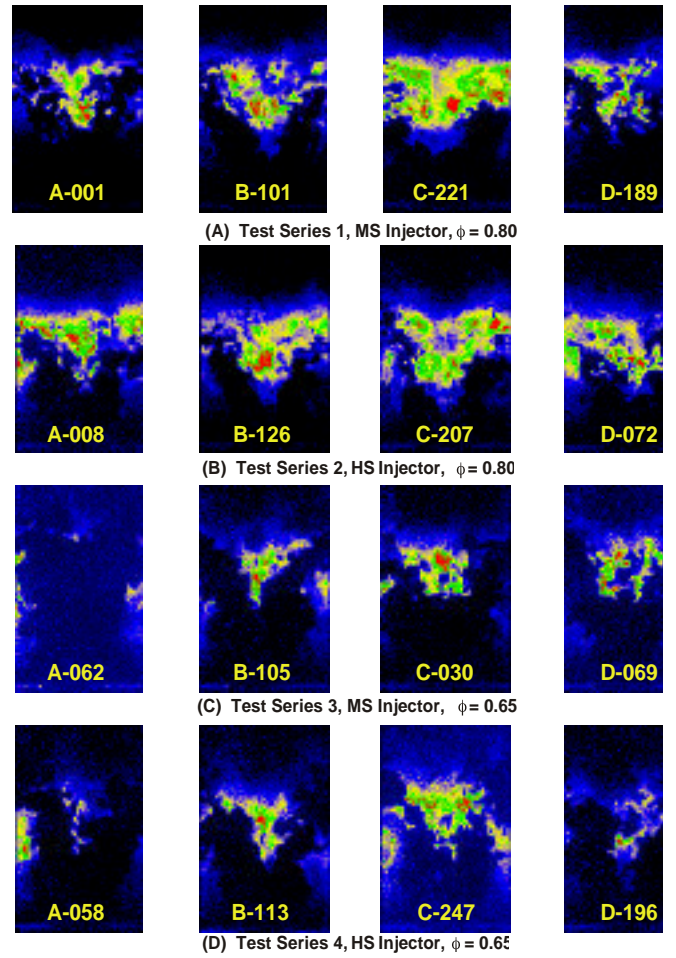 A-001 B-101 C-221 D-189
(A) Test Series 1, MS Injector, ϕ = 0.80
A-008 B-126 C-207 D-072
(B) Test Series 2, HS Injector, ϕ = 0.80
A-062 B-105 C-030 D-069
(C) Test Series 3, MS Injector, ϕ = 0.65
A-058 B-113 C-247 D-196
(D) Test Series 4, HS Injector, ϕ = 0.65